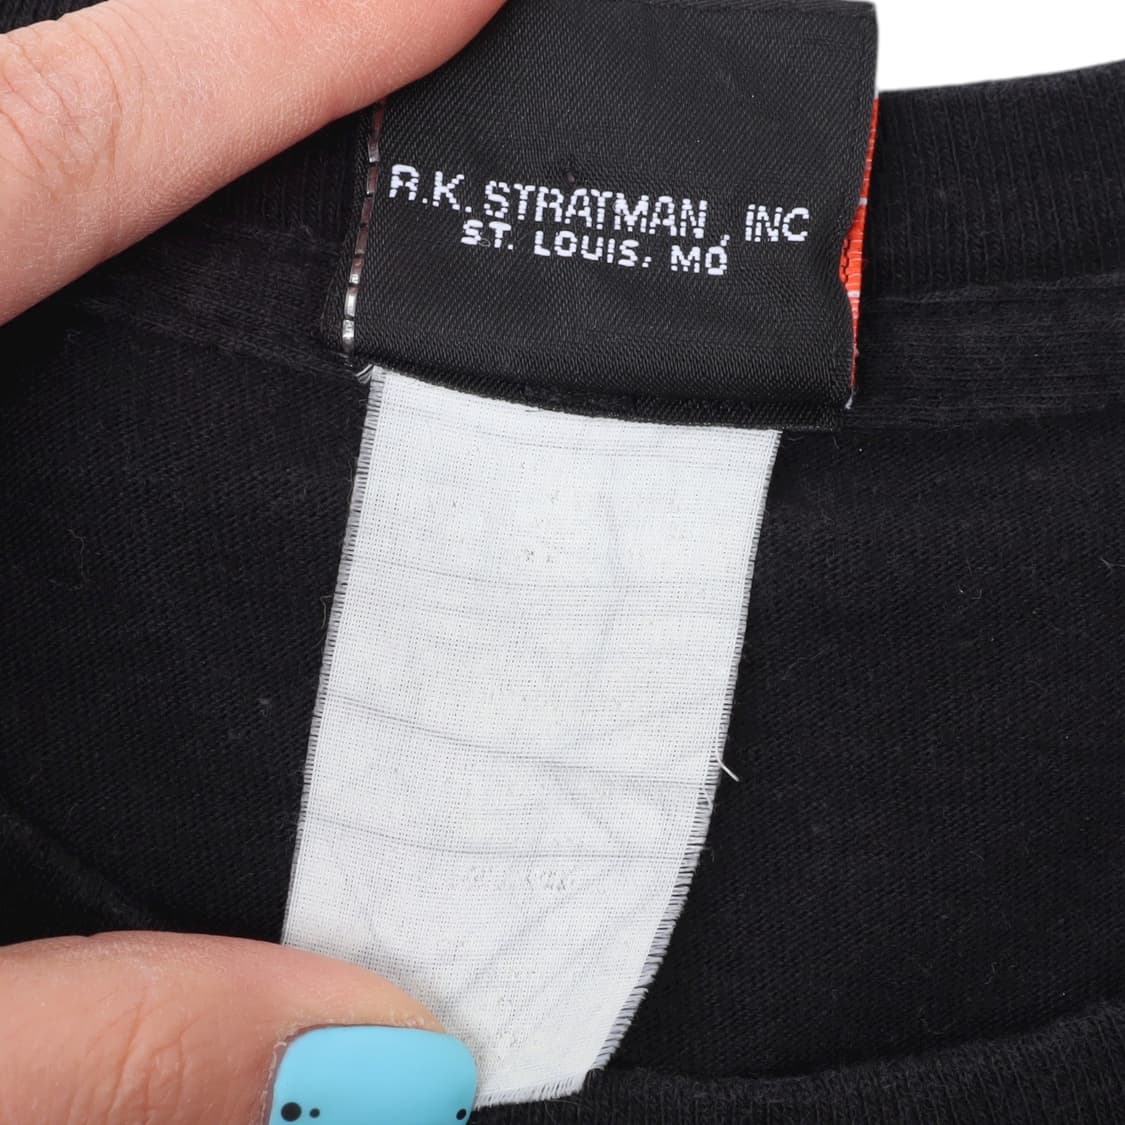 R.K. STRATMAN, INC
ST. LOUIS, MO